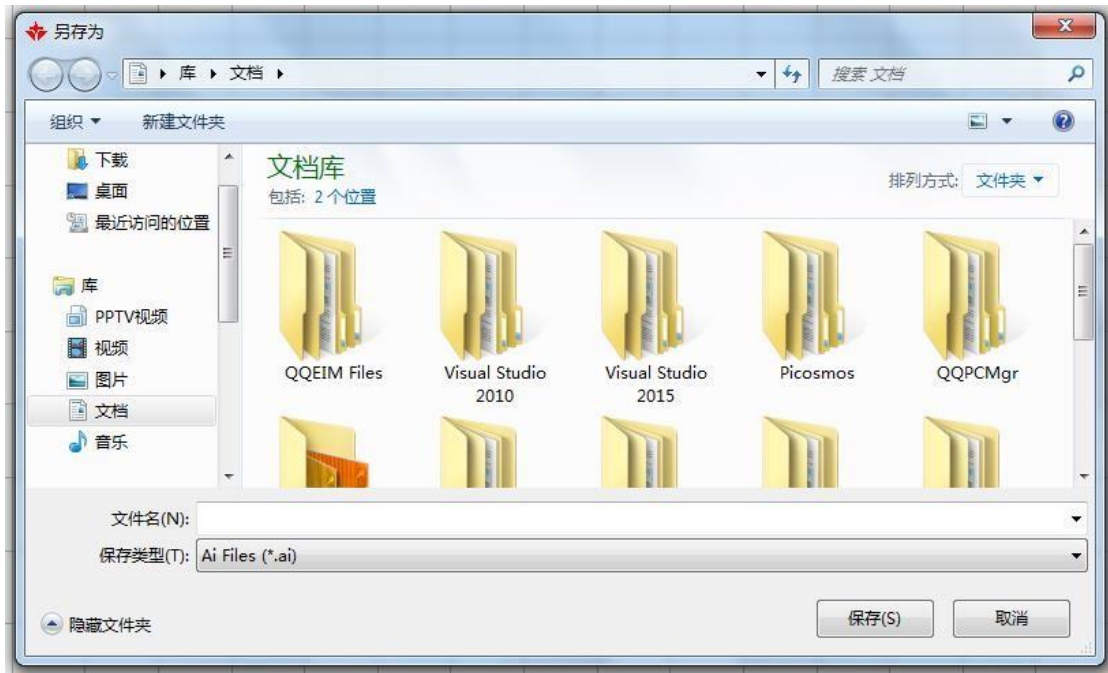 另存为
库 文档
搜索 文档
组织 新建文件夹
下载
桌面
最近访问的位置
库
PPTV视频
视频
图片
文档
音乐
文档库
包括: 2 个位置
排列方式: 文件夹
QQEIM Files
Visual Studio
2010
Visual Studio
2015
Picosmos
QQPCMgr
文件名(N):
保存类型(T): Ai Files (*.ai)
隐藏文件夹
保存(S)
取消